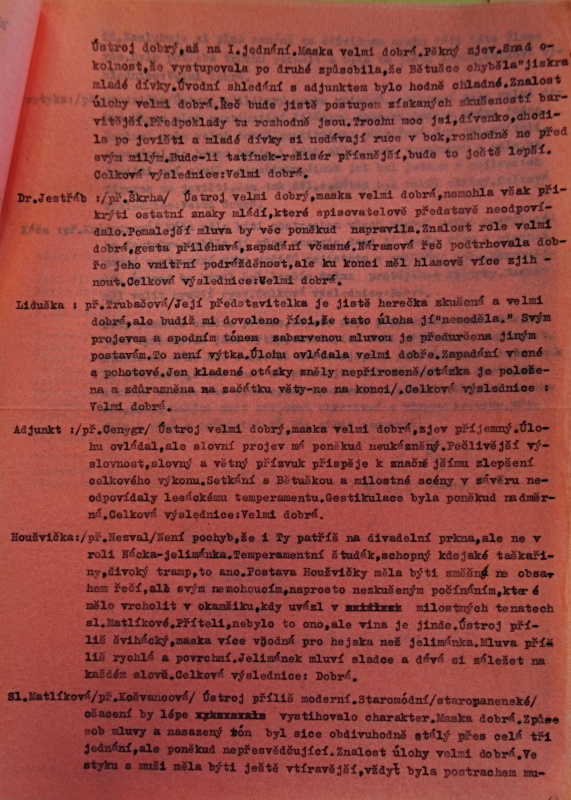 Ústroj dobrý,až na I.jednání.Maska velmi dobrá.Pěkný zjev.Snad o-
kolnost,že vystupovala po druhé způsobila,že Bětušce chyběla"jiskra
mladé dívky.Úvodní shledání s adjunktem bylo hodně chladné.Znalost
úlohy velmi dobrá.Řeč bude jistě postupem získaných zkušeností bar-
vitější.Předpoklady tu rozhodně jsou.Trochu moc jsi,dívenko,chodi-
la po jevišti a mladé dívky si nedávají ruce v bok,rozhodně ne před
svým milým.Bude-li tatínek-režisér přísnější,bude to ještě lepší.
Celková výslednice:Velmi dobrá.
Dr.Jestřáb :/př.Škrha/ Ústroj velmi dobrý,maska velmi dobrá,nemohla však při-
krýti ostatní znaky mládí,které spisovatelově představě neodpoví-
dalo.Pomalejší mluva by věc poněkud napravila.Znalost role velmi
dobrá,gesta přiléhavá,zapadání včasné.Nárazová řeč podtrhovala dob-
ře jeho vnitřní podrážděnost,ale ku konci měl hlasově více zjih -
nout.Celková výslednice:Velmi dobrá.
Liduška : př.Trubačová/Její představitelka je jistě herečka zkušená a velmi
dobrá,ale budiž mi dovoleno říci,že tato úloha jí"neseděla." Svým
projevem a spodním tónem zabarvenou mluvou je předurčena jiným
postavám.To není výtka.Úlohu ovládala velmi dobře.Zapadání věcné
a pohotové.Jen kladené otázky zněly nepřirozeně/otázka je polože-
na a zdůrazněna na začátku věty-ne na konci/.Celková výslednice :
Velmi dobrá.
Adjunkt :/př.Cenygr/ Ústroj velmi dobrý,maska velmi dobrá,zjev příjemný.Úlo-
hu ovládal,ale slovní projev má poněkud neukázněný.Pečlivější vý-
slovnost,slovný a větný přízvuk přispěje k značně jšímu zlepšení
celkového výkonu.Setkání s Bětuškou a milostné scény v závěru ne-
odpovídaly lesáckému temperamentu.Gestikulace byla poněkud nadměr-
ná.Celková výslednice:Velmi dobrá.
Houžvička:/př.Nezval/Není pochyb,že i Ty patříš na divadelní prkna,ale ne v
roli Nácka-jelimánka.Temperamentní študák,schopný kdejaké taškaři-
ny,divoký tramp,to ano.Postava Houžvičky měla býti směšná ne obsa-
hem řečí,ale svým nemohoucím,naprosto nezkušeným počínáním,kter é
mělo vrcholit v okamžiku,kdy uvázl v milostných tenatech
sl.Matlíkové.Příteli,nebylo to ono,ale vina je jinde.Ústroj pří-
liš švihácký,maska více vhodná pro hejska než jelimánka.Mluva příš
liš rychlá a povrchní.Jelimánek mluví sladce a dává si záležet na
každém slově.Celková výslednice: Dobrá.
Sl.Matlíková/př.Košvancová/ Ústroj příliš moderní.Staromódní/staropanenské/
ošacení by lépe vystihovalo charakter.Maska dobrá.Způse
sob mluvy a nasazený tón byl sice obdivuhodně stálý přes celá tři
jednání,ale poněkud nepřesvědčující.Znalost úlohy velmi dobrá.Ve
styku s muži měla býti ještě vtíravější,vždyť byla postrachem mu-